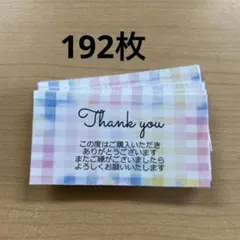 192枚
Thank you
この度はご購入いただき
ありがとうございます
またご縁がございましたら
よろしくお願いいたします